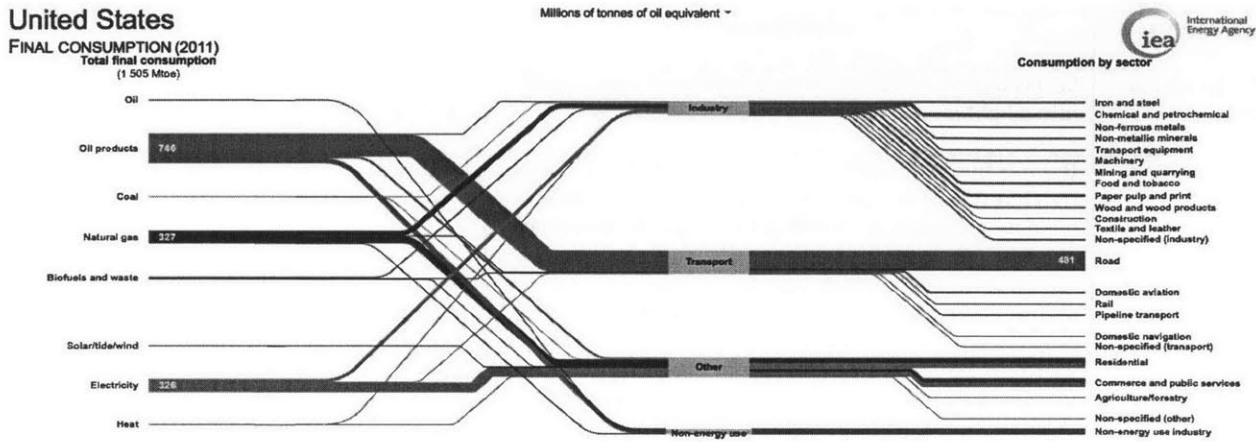 United States
FINAL CONSUMPTION (2011)
Total final consumption
(1 505 Mtoe)
Millions of tonnes of oil equivalent
iea
International
Energy Agency
Consumption by sector
Oil
Oil products
746
Coal
Natural gas
327
Biofuels and waste
Solar/tide/wind
Electricity
326
Heat
Industry
Transport
Other
Non-energy use
Iron and steel
Chemical and petrochemical
Non-ferrous metals
Non-metallic minerals
Transport equipment
Machinery
Mining and quarrying
Food and tobacco
Paper pulp and print
Wood and wood products
Construction
Textile and leather
Non-specified (industry)
481
Road
Domestic aviation
Rail
Pipeline transport
Domestic navigation
Non-specified (transport)
Residential
Commerce and public services
Agriculture/forestry
Non-specified (other)
Non-energy use industry